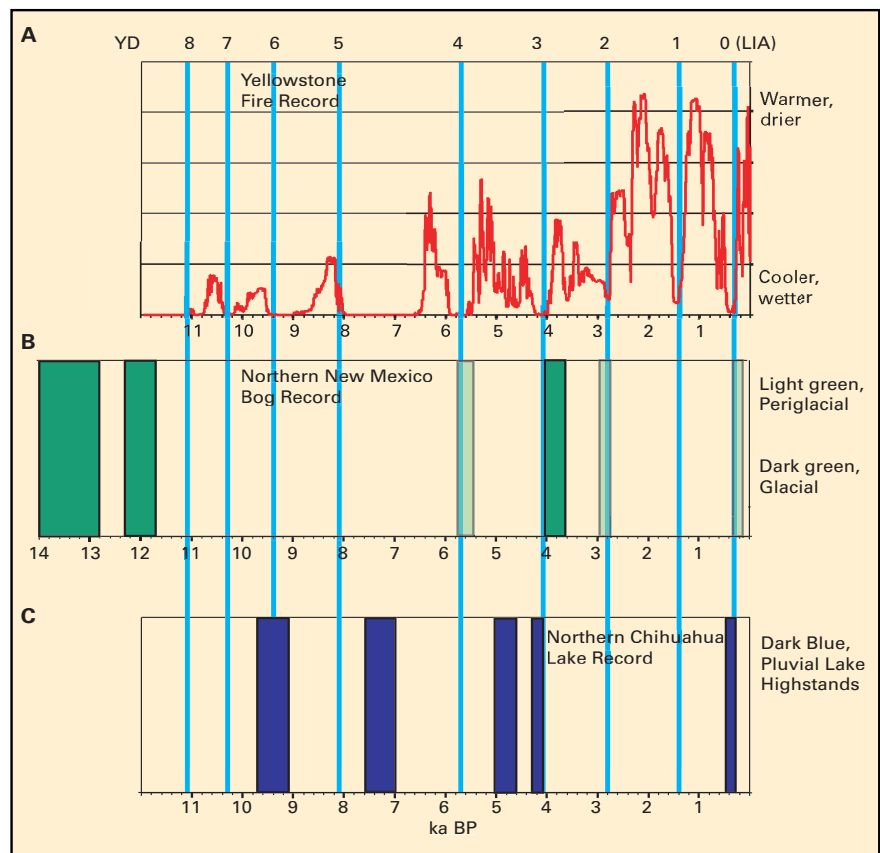 A
YD 8 7 6 5 4 3 2 1 0 (LIA)
Yellowstone
Fire Record
Warmer,
drier
Cooler,
wetter
11 10 9 8 7 6 5 4 3 2 1
B
Northern New Mexico
Bog Record
Light green,
Periglacial
Dark green,
Glacial
14 13 12 11 10 9 8 7 6 5 4 3 2 1
C
Northern Chihuahua
Lake Record
Dark Blue,
Pluvial Lake
Highstands
11 10 9 8 7 6 5 4 3 2 1
ka BP